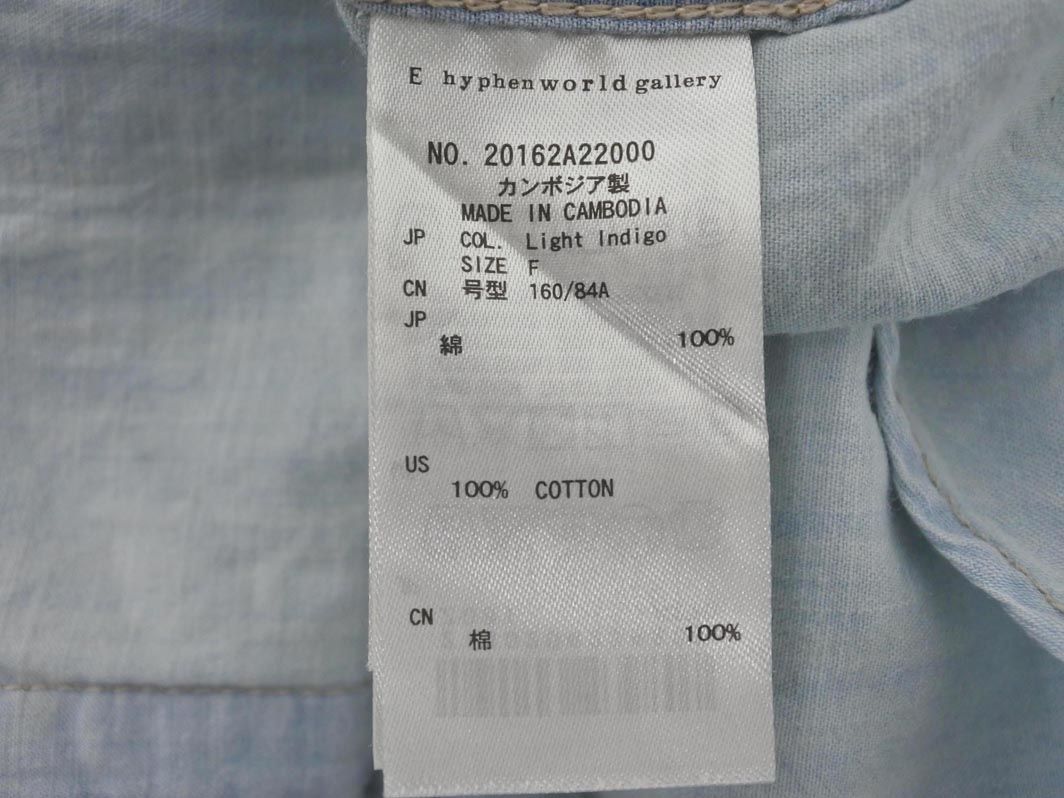 E hyphen world gallery
NO. 20162A22000
カンボジア製
MADE IN CAMBODIA
JP COL. Light Indigo
SIZE F
CN 号型 160/84A
JP
綿 100%
US
100% COTTON
CN
棉 100%